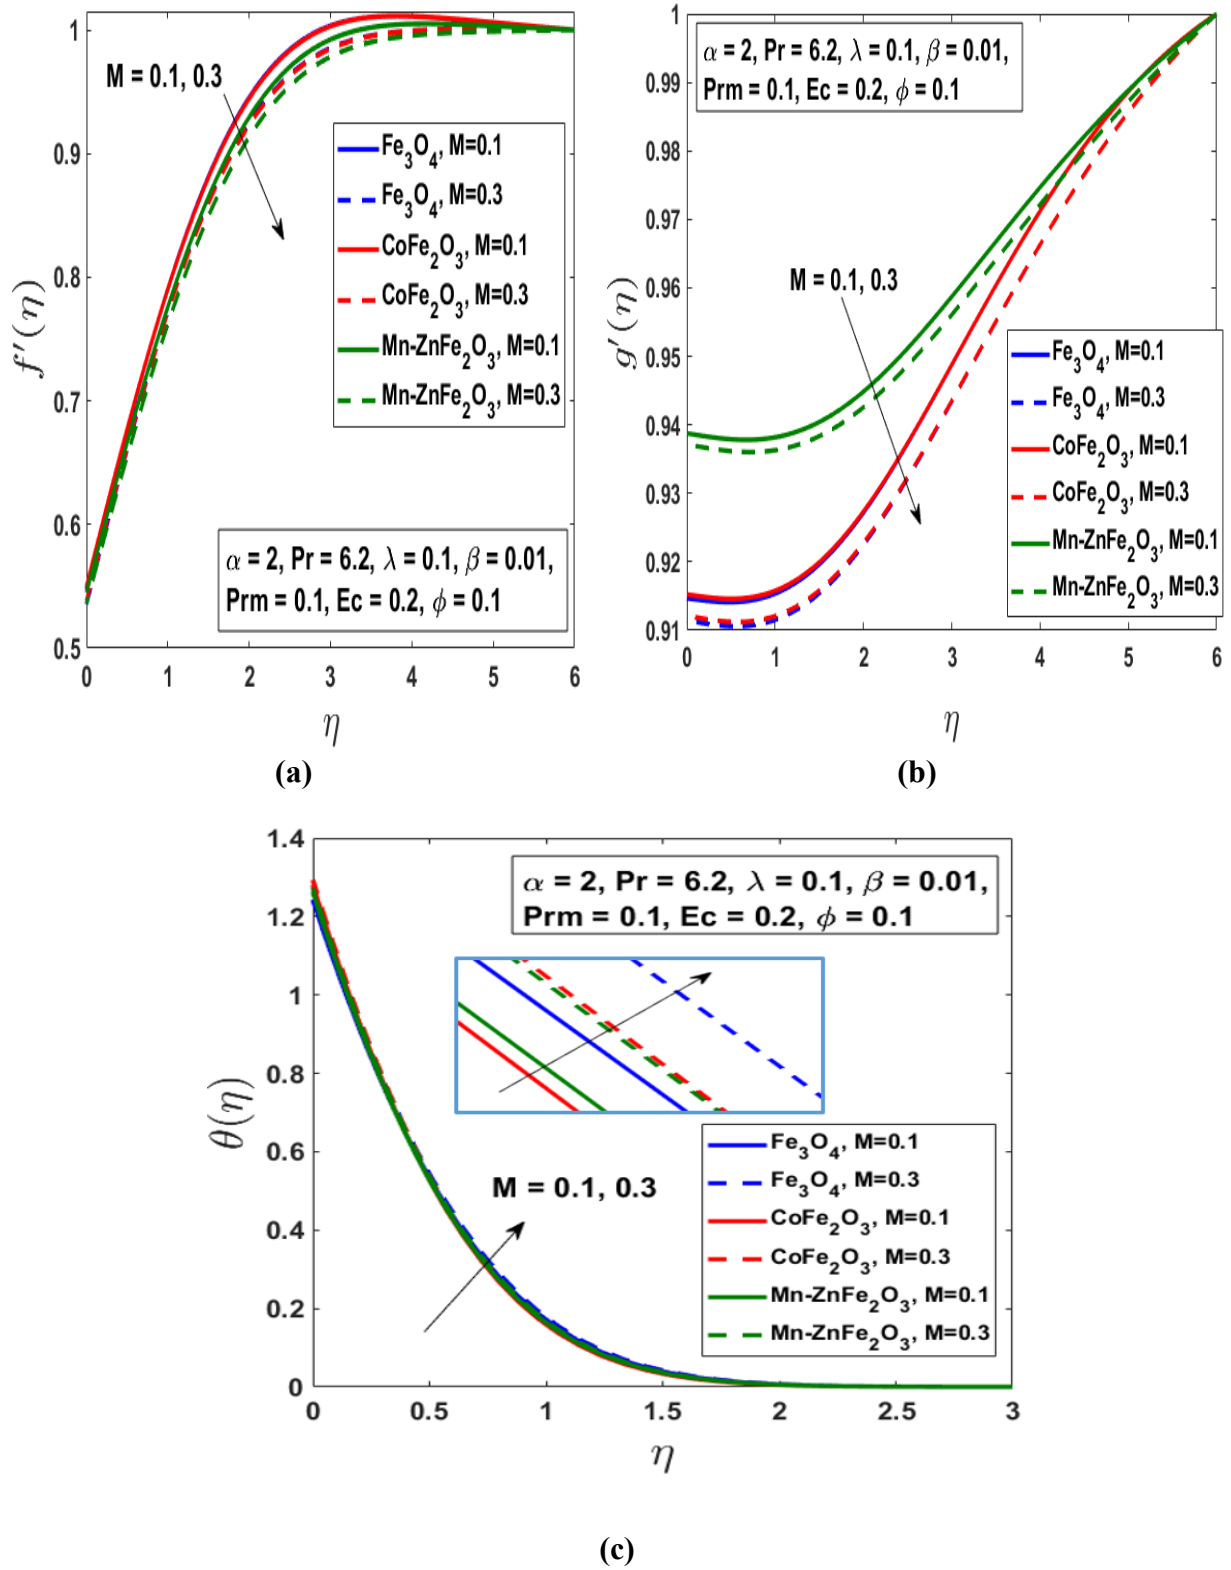 1
0.9
0.8
0.7
0.6
0.5
f ′(η)
M = 0.1, 0.3
Fe3O4, M=0.1
Fe3O4, M=0.3
CoFe2O3, M=0.1
CoFe2O3, M=0.3
Mn-ZnFe2O3, M=0.1
Mn-ZnFe2O3, M=0.3
α = 2, Pr = 6.2, λ = 0.1, β = 0.01,
Prm = 0.1, Ec = 0.2, ϕ = 0.1
0 1 2 3 4 5 6
η
(a)
1
0.99
0.98
0.97
0.96
0.95
0.94
0.93
0.92
0.91
g′(η)
α = 2, Pr = 6.2, λ = 0.1, β = 0.01,
Prm = 0.1, Ec = 0.2, ϕ = 0.1
M = 0.1, 0.3
Fe3O4, M=0.1
Fe3O4, M=0.3
CoFe2O3, M=0.1
CoFe2O3, M=0.3
Mn-ZnFe2O3, M=0.1
Mn-ZnFe2O3, M=0.3
0 1 2 3 4 5 6
η
(b)
1.4
1.2
1
0.8
0.6
0.4
0.2
0
θ(η)
α = 2, Pr = 6.2, λ = 0.1, β = 0.01,
Prm = 0.1, Ec = 0.2, ϕ = 0.1
M = 0.1, 0.3
Fe3O4, M=0.1
Fe3O4, M=0.3
CoFe2O3, M=0.1
CoFe2O3, M=0.3
Mn-ZnFe2O3, M=0.1
Mn-ZnFe2O3, M=0.3
0 0.5 1 1.5 2 2.5 3
η
(c)